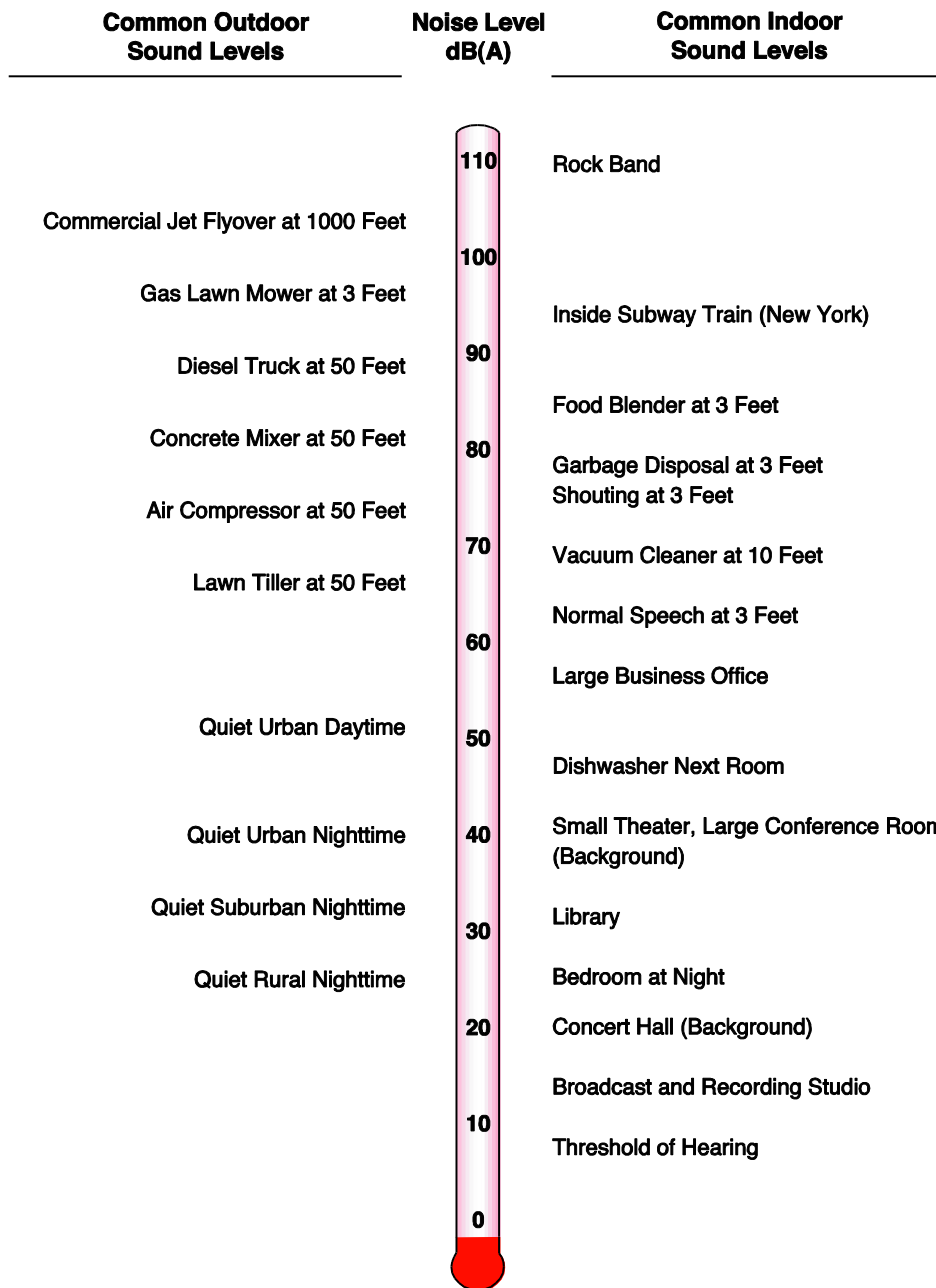 Common Outdoor
Sound Levels
Noise Level
dB(A)
Common Indoor
Sound Levels
110
Rock Band
Commercial Jet Flyover at 1000 Feet
100
Gas Lawn Mower at 3 Feet
Inside Subway Train (New York)
90
Diesel Truck at 50 Feet
Food Blender at 3 Feet
Concrete Mixer at 50 Feet
80
Garbage Disposal at 3 Feet
Shouting at 3 Feet
Air Compressor at 50 Feet
70
Vacuum Cleaner at 10 Feet
Lawn Tiller at 50 Feet
Normal Speech at 3 Feet
60
Large Business Office
Quiet Urban Daytime
50
Dishwasher Next Room
Small Theater, Large Conference Room
Quiet Urban Nighttime
40
(Background)
Quiet Suburban Nighttime
Library
30
Quiet Rural Nighttime
Bedroom at Night
20
Concert Hall (Background)
Broadcast and Recording Studio
10
Threshold of Hearing
0